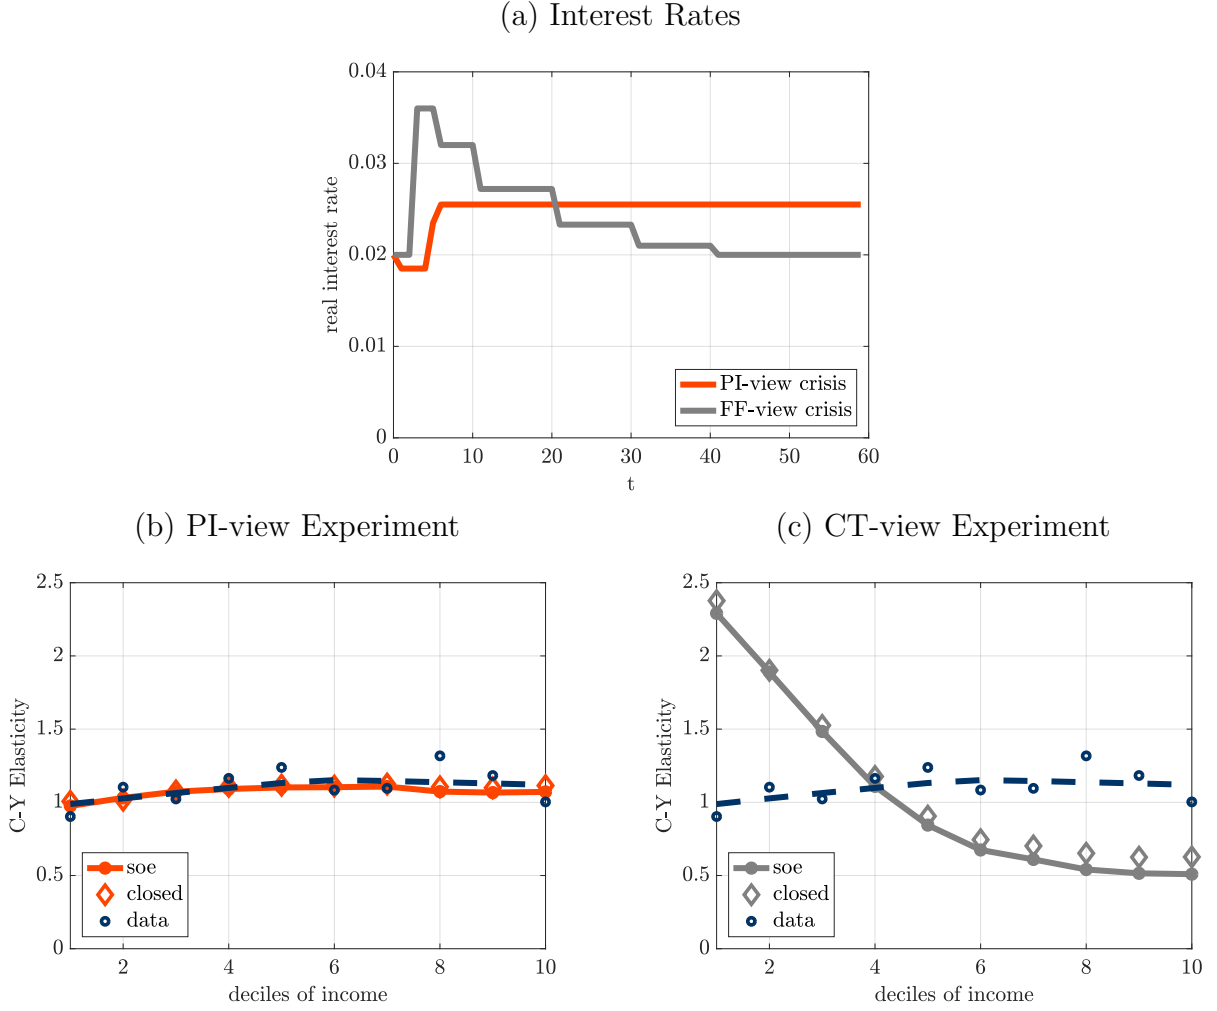 (a) Interest Rates
0.04
0.03
0.02
0.01
0
real interest rate
PI-view crisis
FF-view crisis
0 10 20 30 40 50 60
t
(b) PI-view Experiment
2.5
2
1.5
1
0.5
0
C-Y Elasticity
soe
closed
data
2 4 6 8 10
deciles of income
(c) CT-view Experiment
2.5
2
1.5
1
0.5
0
C-Y Elasticity
soe
closed
data
2 4 6 8 10
deciles of income